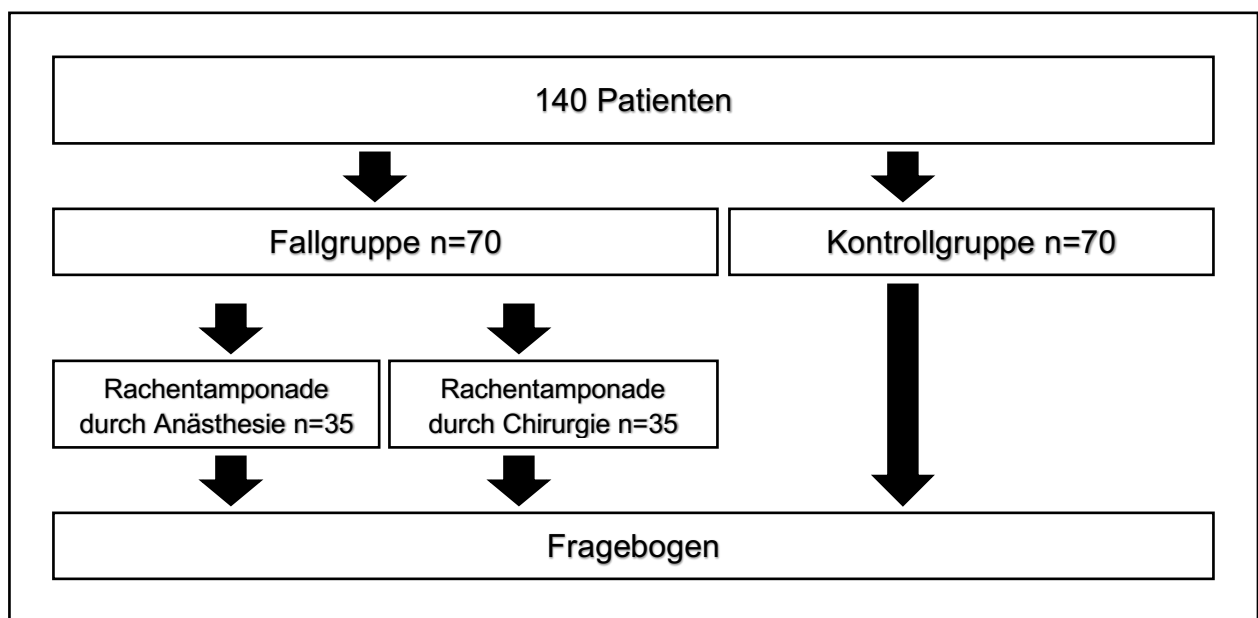 140 Patienten
Fallgruppe n=70
Kontrollgruppe n=70
Rachentamponade
durch Anästhesie n=35
Rachentamponade
durch Chirurgie n=35
Fragebogen